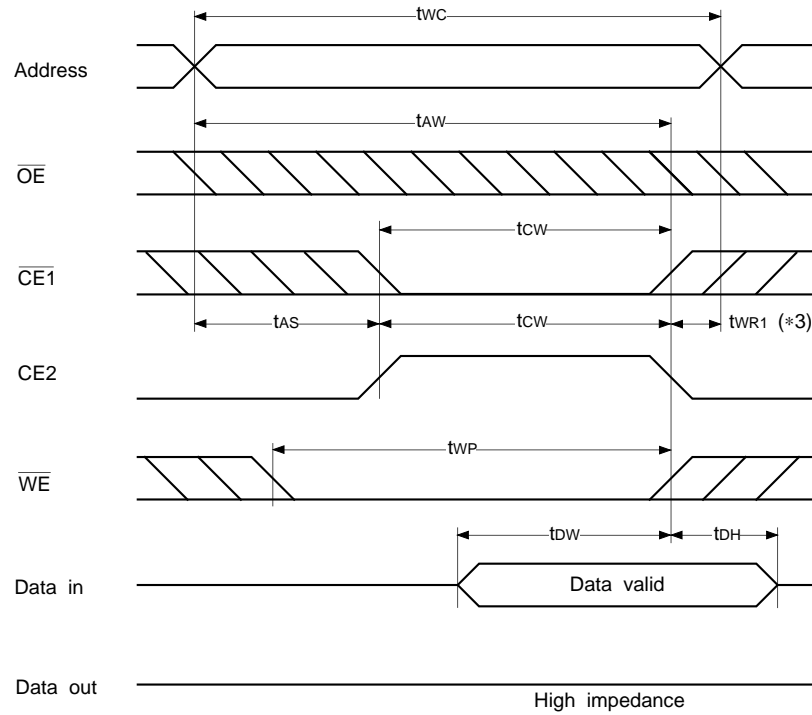 tWC
Address
tAW
OE
tCW
CE1
tAS tCW tWR1 (*3)
CE2
tWP
WE
tDW tDH
Data in Data valid
Data out
High impedance